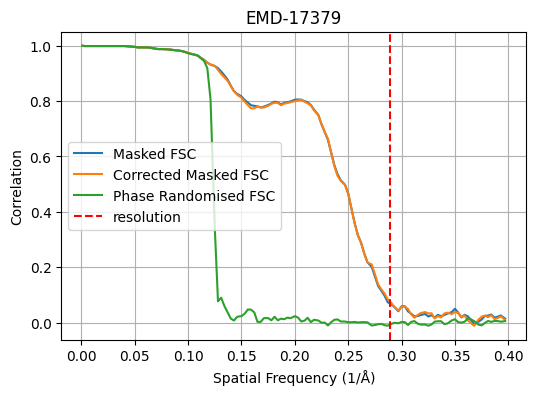 EMD-17379
1.0
0.8
0.6
0.4
0.2
0.0
Correlation
Masked FSC
Corrected Masked FSC
Phase Randomised FSC
resolution
0.00 0.05 0.10 0.15 0.20 0.25 0.30 0.35 0.40
Spatial Frequency (1/Å)